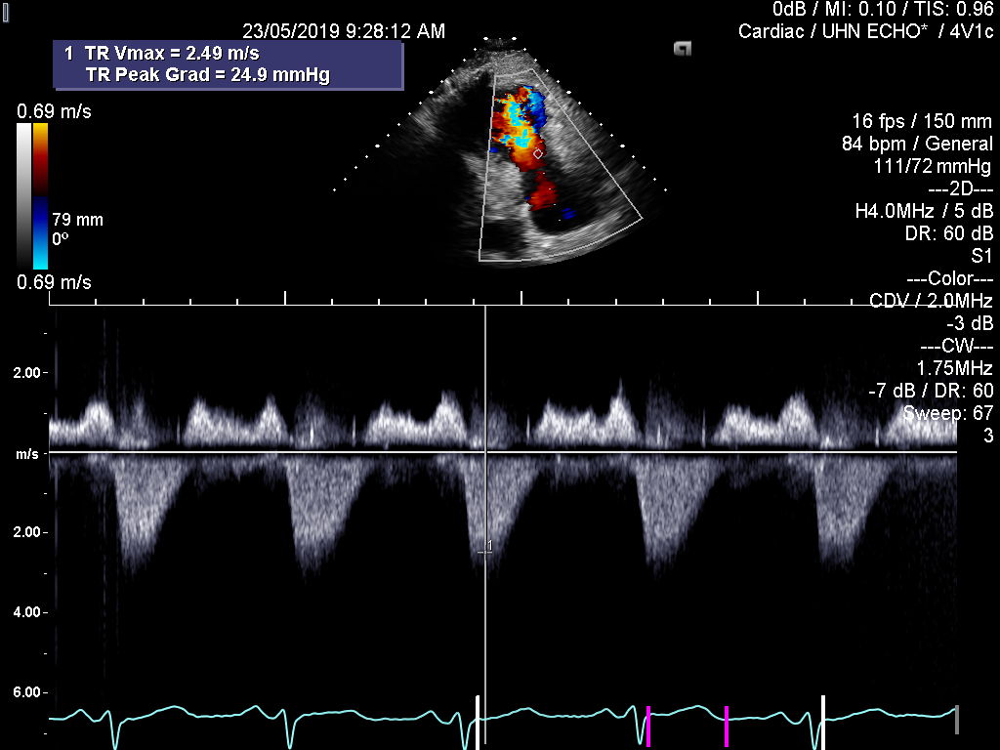 0dB / MI: 0.10 / TIS: 0.96
23/05/2019 9:28:12 AM
Cardiac / UHN ECHO* / 4V1c
1 TR Vmax = 2.49 m/s
TR Peak Grad = 24.9 mmHg
0.69 m/s
79 mm
0º
0.69 m/s
16 fps / 150 mm
84 bpm / General
111/72 mmHg
---2D---
H4.0MHz / 5 dB
DR: 60 dB
S1
---Color---
CDV / 2.0MHz
-3 dB
---CW---
1.75MHz
-7 dB / DR: 60
Sweep: 67
3
2.00
m/s
2.00
4.00
6.00
1